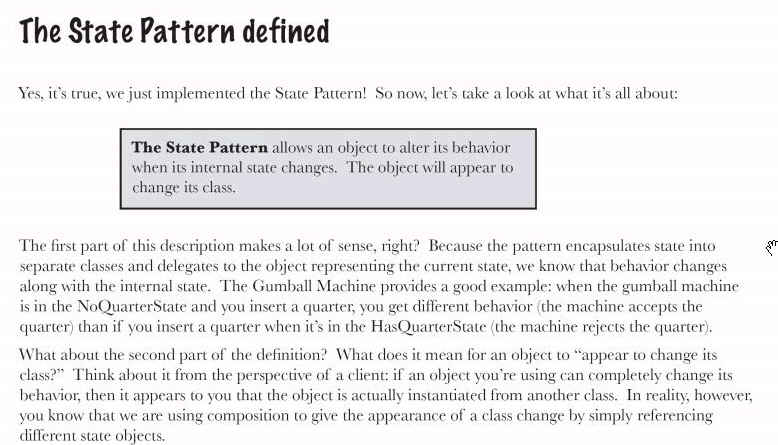 The State Pattern defined
Yes, it's true, we just implemented the State Pattern!  So now, let's take a look at what it's all about:
The State Pattern allows an object to alter its behavior
when its internal state changes.  The object will appear to
change its class.
The first part of this description makes a lot of sense, right?  Because the pattern encapsulates state into
separate classes and delegates to the object representing the current state, we know that behavior changes
along with the internal state.  The Gumball Machine provides a good example: when the gumball machine
is in the NoQuarterState and you insert a quarter, you get different behavior (the machine accepts the
quarter) than if you insert a quarter when it's in the HasQuarterState (the machine rejects the quarter).
What about the second part of the definition?  What does it mean for an object to “appear to change its
class?”  Think about it from the perspective of a client: if an object you're using can completely change its
behavior, then it appears to you that the object is actually instantiated from another class.  In reality, however,
you know that we are using composition to give the appearance of a class change by simply referencing
different state objects.